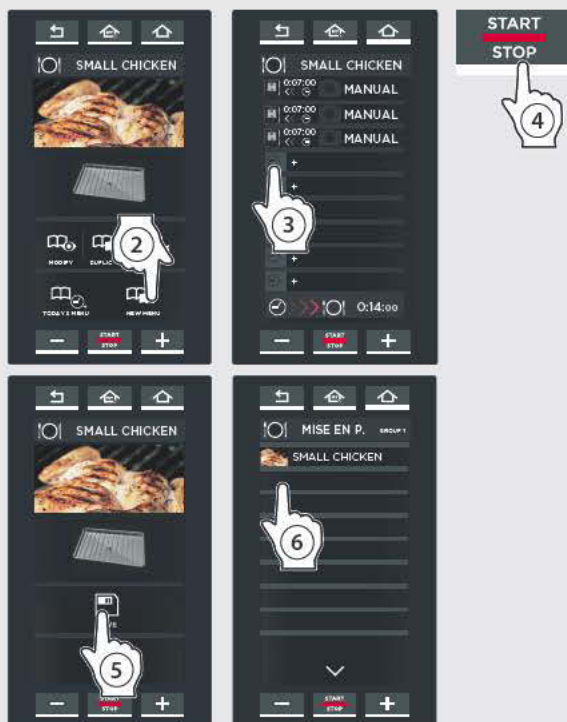 SMALL CHICKEN
2
MODIFY
TODAY'S MENU
NEW MENU
START
STOP
SMALL CHICKEN
0:07:00
MANUAL
0:07:00
MANUAL
0:07:00
MANUAL
+
+
3
+
+
0:14:00
START
STOP
START
STOP
4
SMALL CHICKEN
5
START
STOP
MISE EN P. GROUP 1
SMALL CHICKEN
6
START
STOP